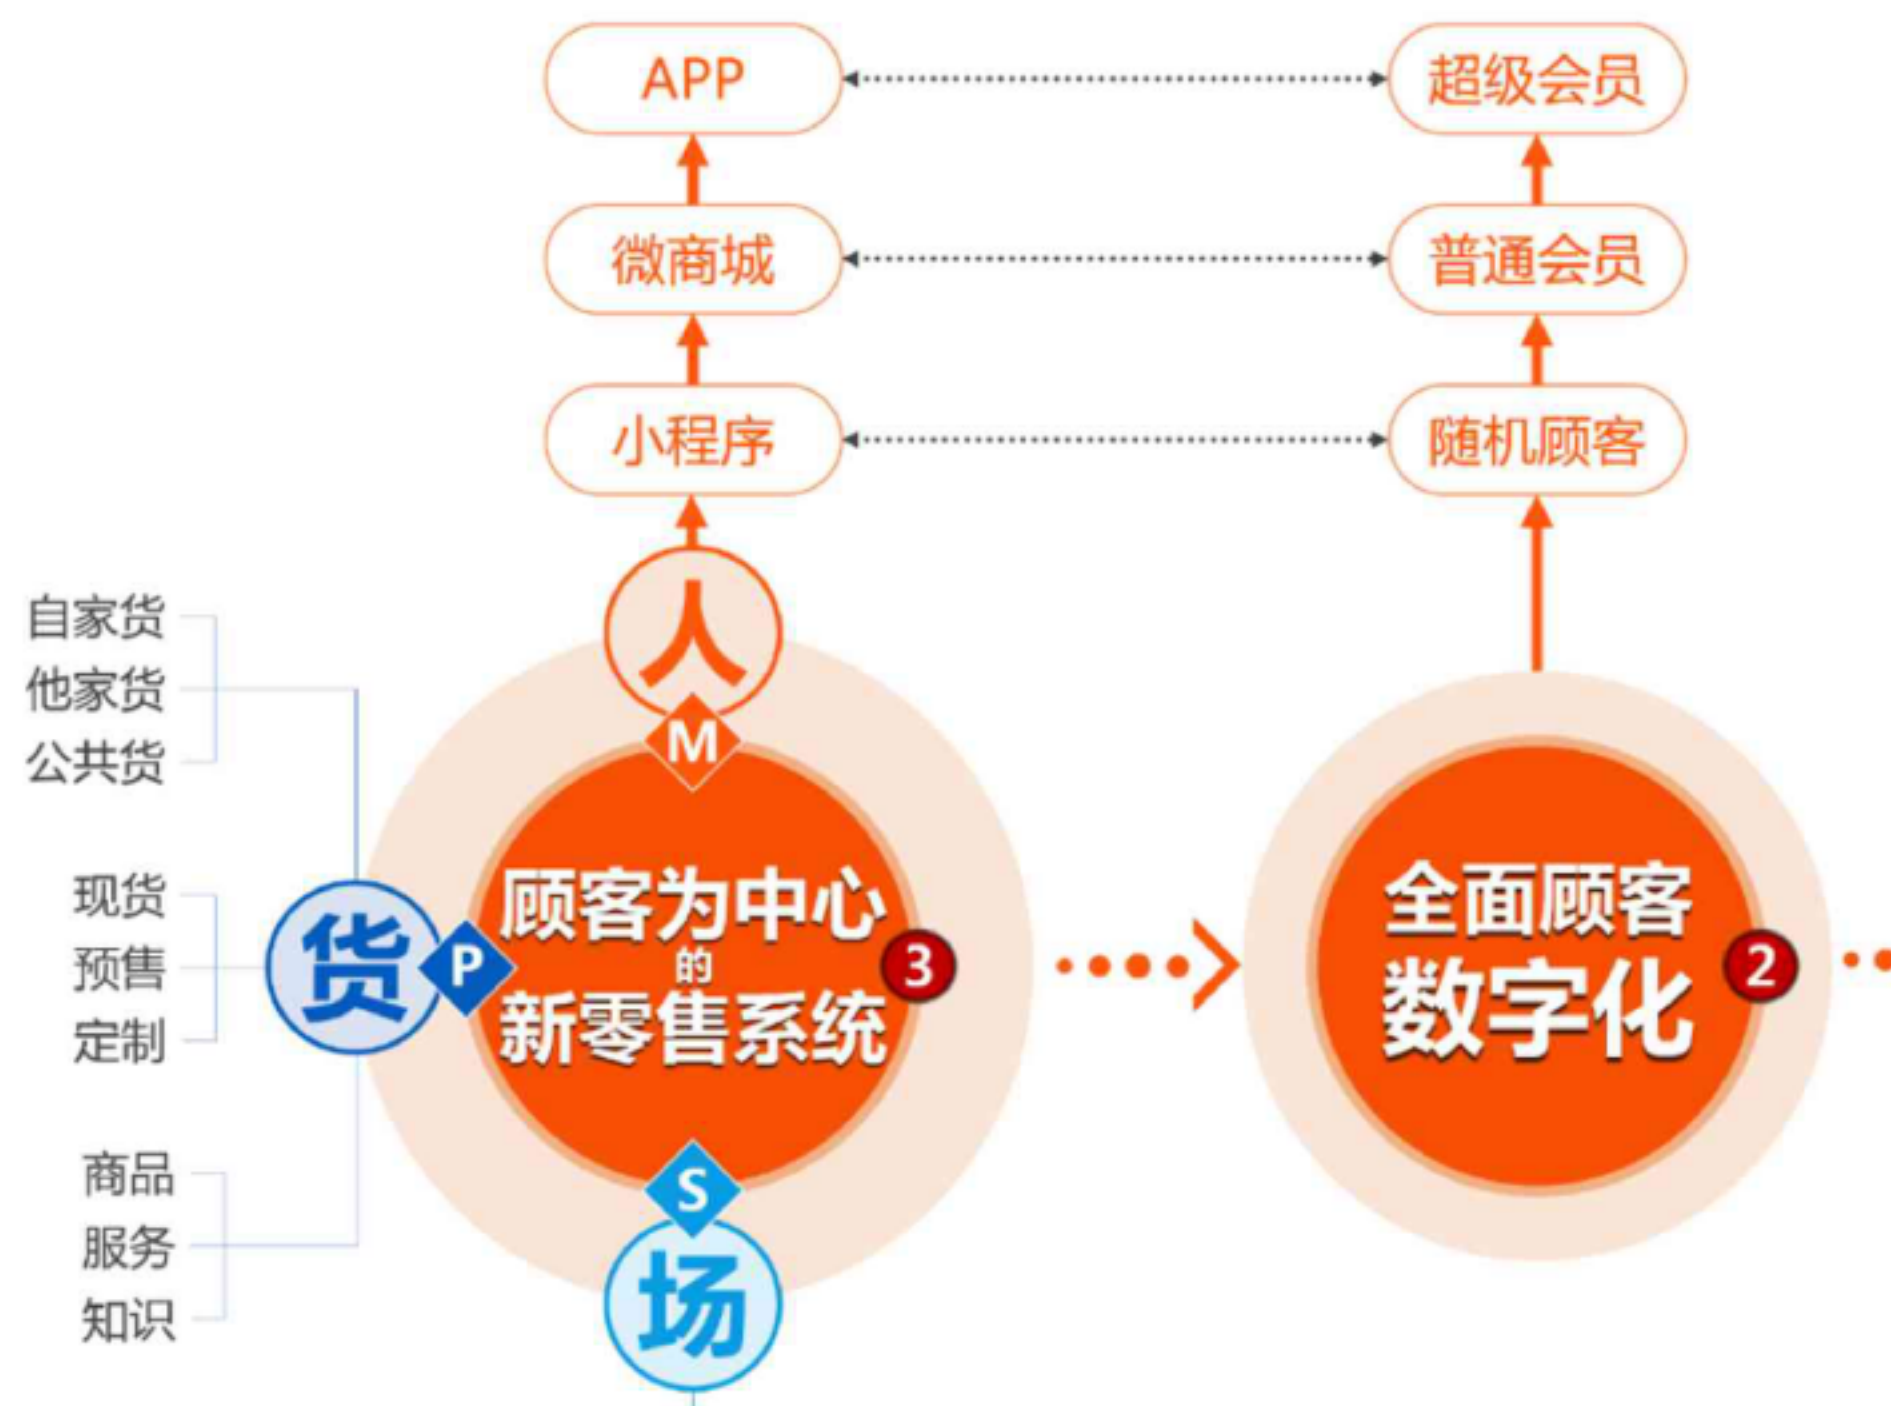 APP
超级会员
微商城
普通会员
小程序
随机顾客
人
M
自家货
他家货
公共货
现货
预售
定制
货
P
顾客为中心
的
新零售系统
3
全面顾客
数字化
2
商品
服务
知识
S
场